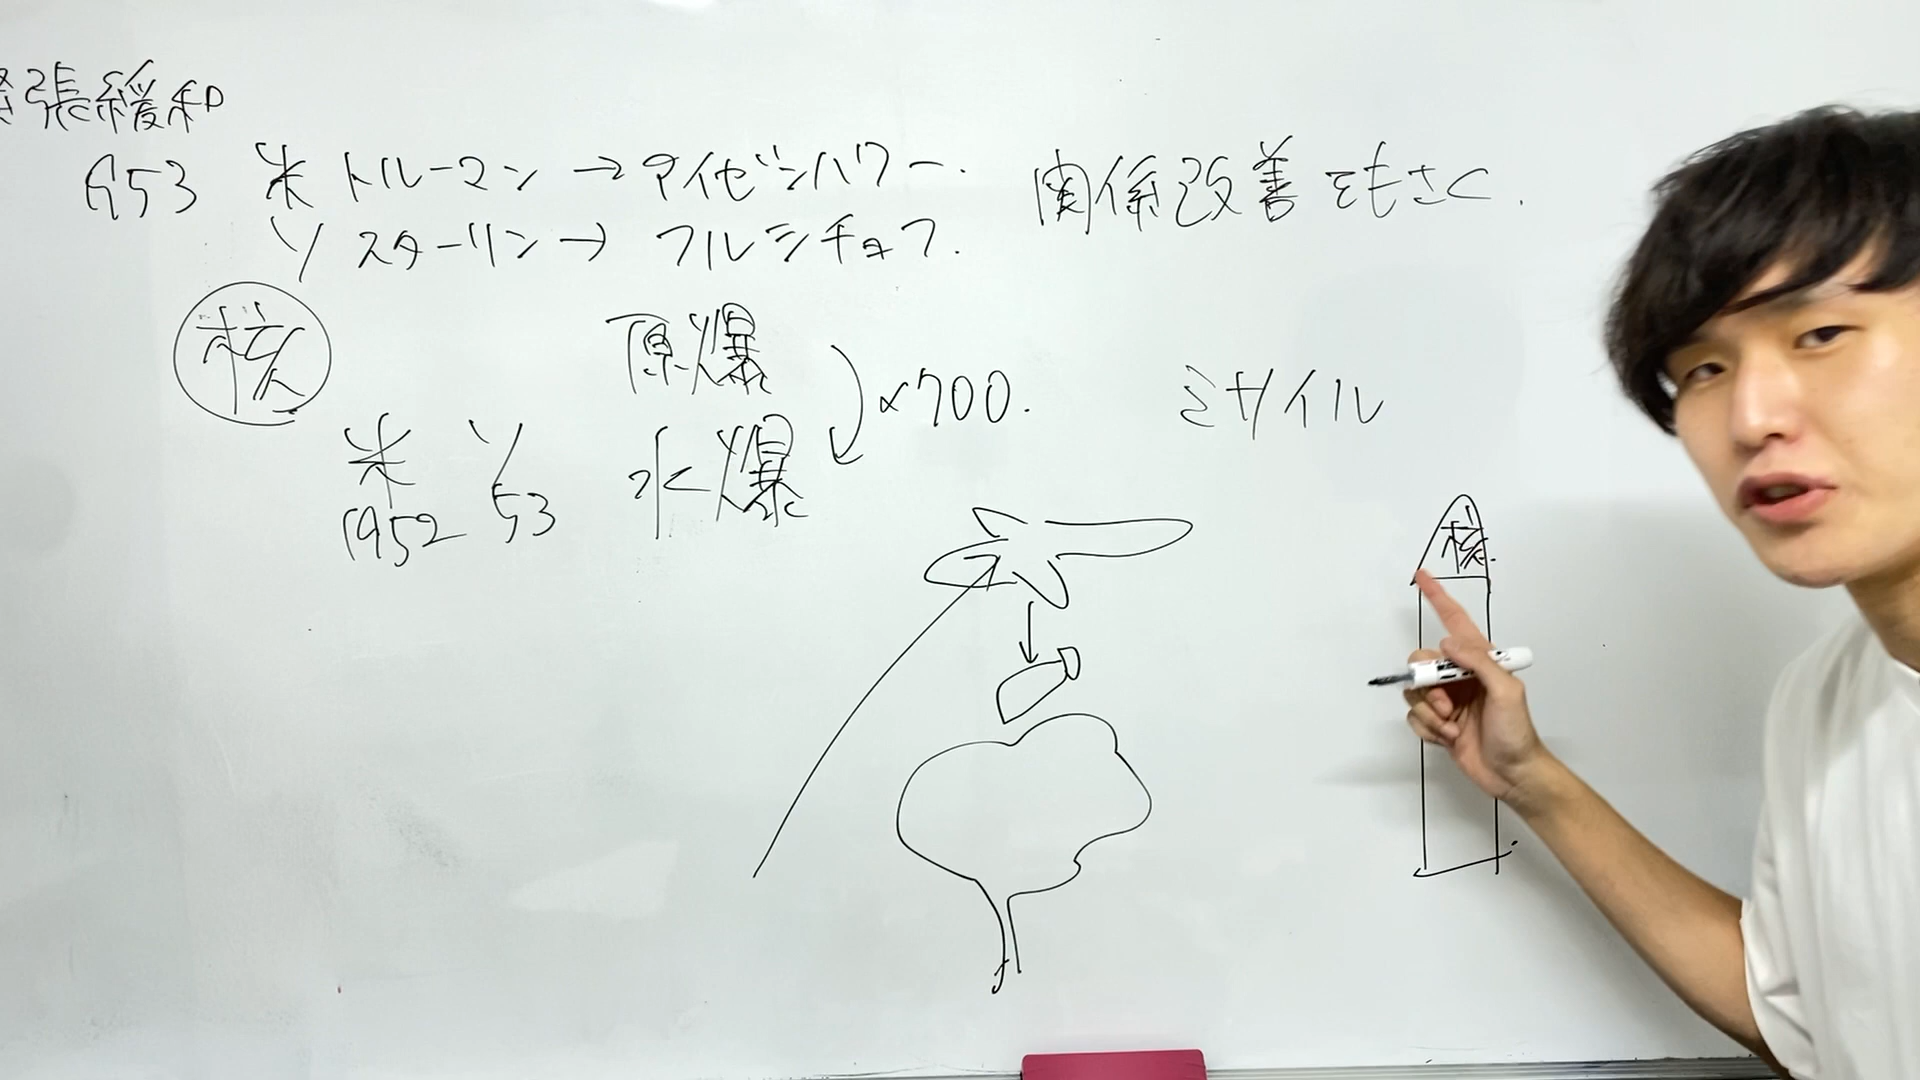 張緩和
1953 米 トルーマン → アイゼンハワー. 関係改善をもさく.
ソ スターリン → フルシチョフ.
核 原爆
×700. ミサイル
米 ソ 水爆
1952 53
核